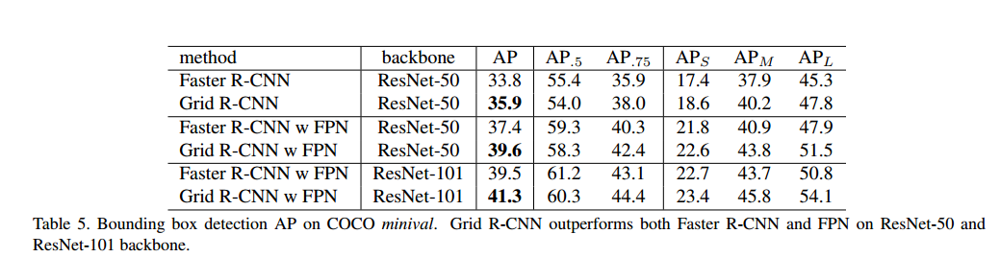 method backbone AP AP.5 AP.75 APS APM APL
Faster R-CNN ResNet-50 33.8 55.4 35.9 17.4 37.9 45.3
Grid R-CNN ResNet-50 35.9 54.0 38.0 18.6 40.2 47.8
Faster R-CNN w FPN ResNet-50 37.4 59.3 40.3 21.8 40.9 47.9
Grid R-CNN w FPN ResNet-50 39.6 58.3 42.4 22.6 43.8 51.5
Faster R-CNN w FPN ResNet-101 39.5 61.2 43.1 22.7 43.7 50.8
Grid R-CNN w FPN ResNet-101 41.3 60.3 44.4 23.4 45.8 54.1
Table 5. Bounding box detection AP on COCO minival. Grid R-CNN outperforms both Faster R-CNN and FPN on ResNet-50 and
ResNet-101 backbone.